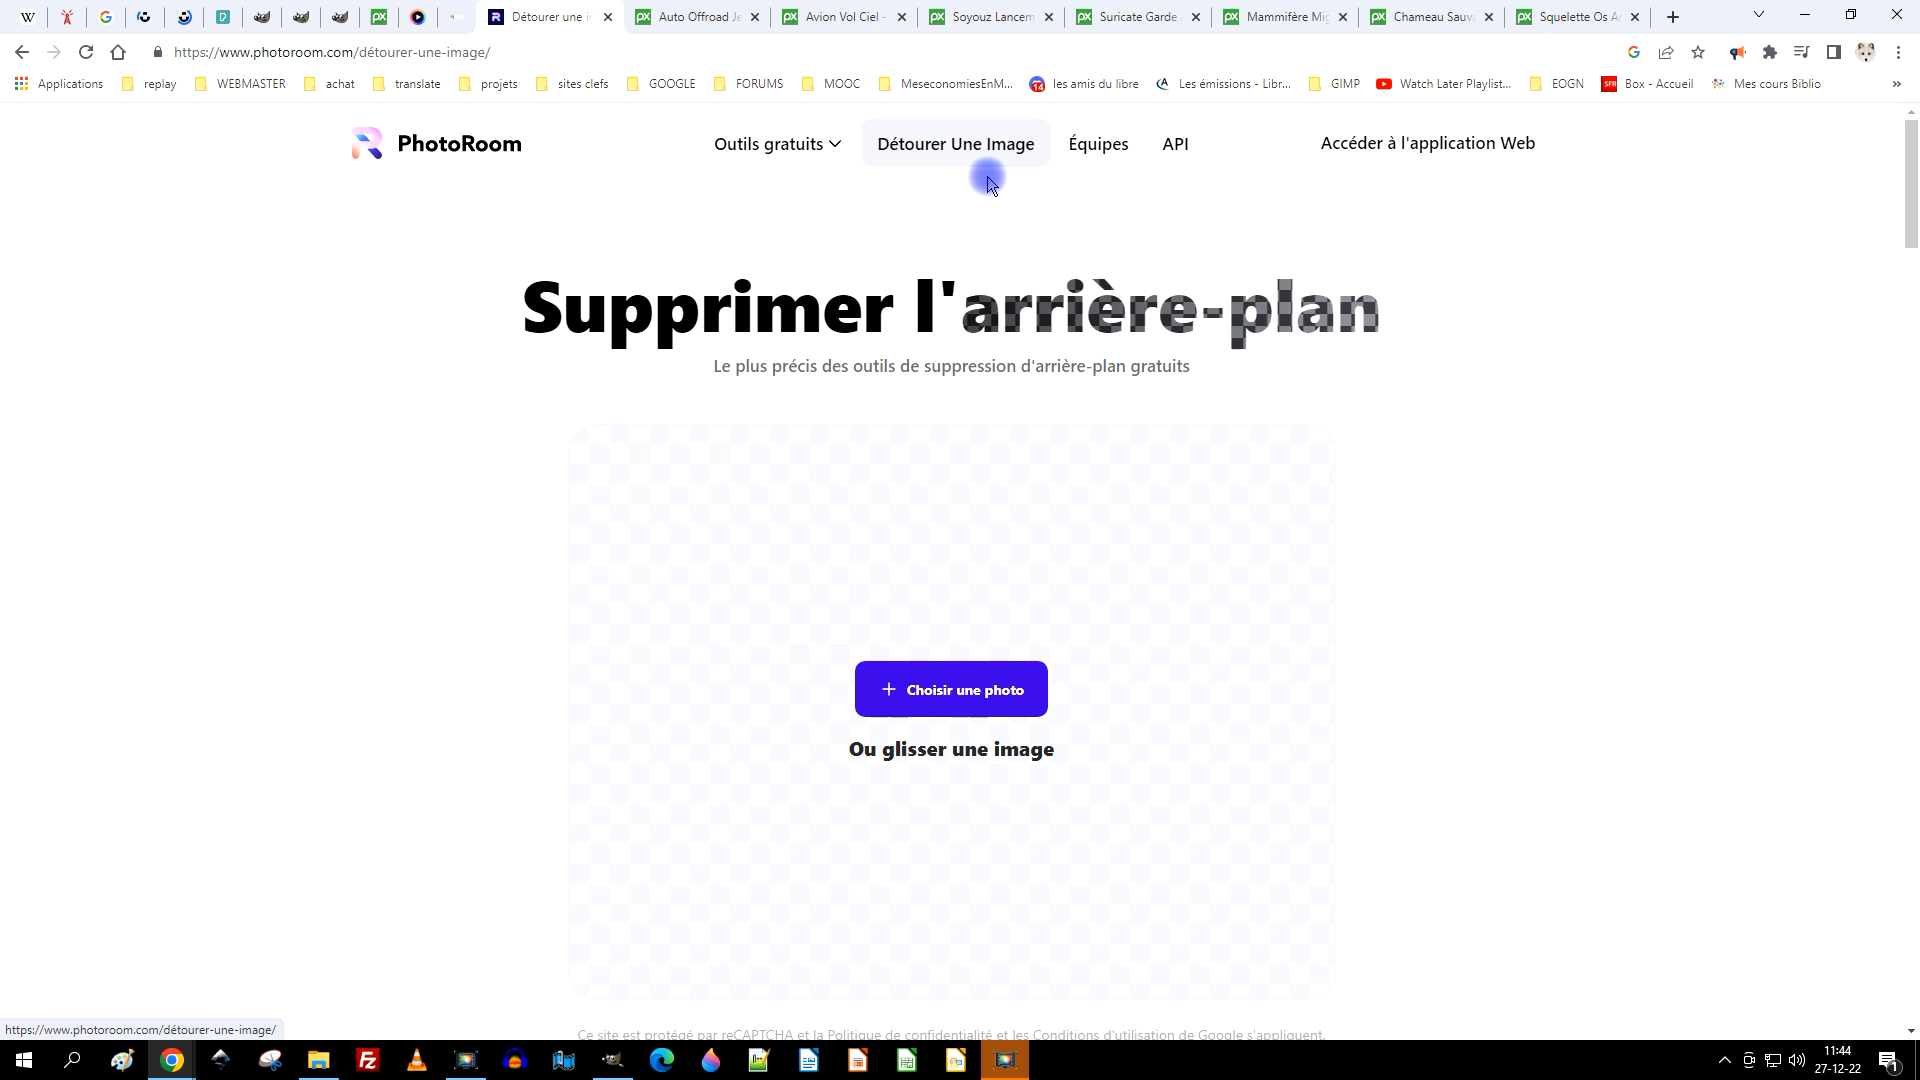 Détourer une i
Auto Offroad Je
Avion Vol Ciel -
Soyouz Lancem
Suricate Garde
Mammifère Mig
Chameau Sauv
Squelette Os A
https://www.photoroom.com/détourer-une-image/
Applications
replay
WEBMASTER
achat
translate
projets
sites clefs
GOOGLE
FORUMS
MOOC
MeseconomiesEnM...
14
les amis du libre
Les émissions - Libr...
GIMP
Watch Later Playlist...
EOGN
SFR
Box - Accueil
Mes cours Biblio
»
PhotoRoom
Outils gratuits
Détourer Une Image
Équipes
API
Accéder à l'application Web
Supprimer l'arrière-plan
Le plus précis des outils de suppression d'arrière-plan gratuits
+ Choisir une photo
Ou glisser une image
Ce site est protégé par reCAPTCHA et la Politique de confidentialité et les Conditions d'utilisation de Google s'appliquent.
https://www.photoroom.com/détourer-une-image/
11:44
27-12-22
1